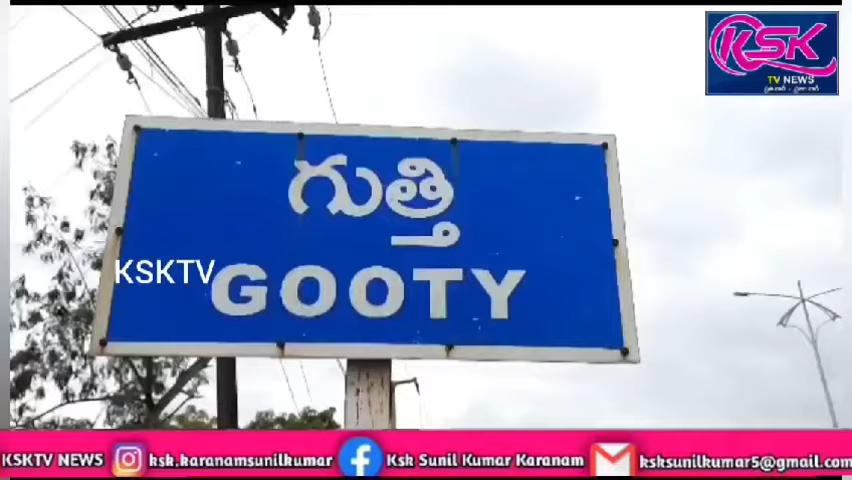 KSK
TV NEWS
గుత్తి
KSKTV
GOOTY
KSKTV NEWS ksk.karanamsunilkumar Ksk Sunil Kumar Karanam ksksunilkumar5@gmail.com